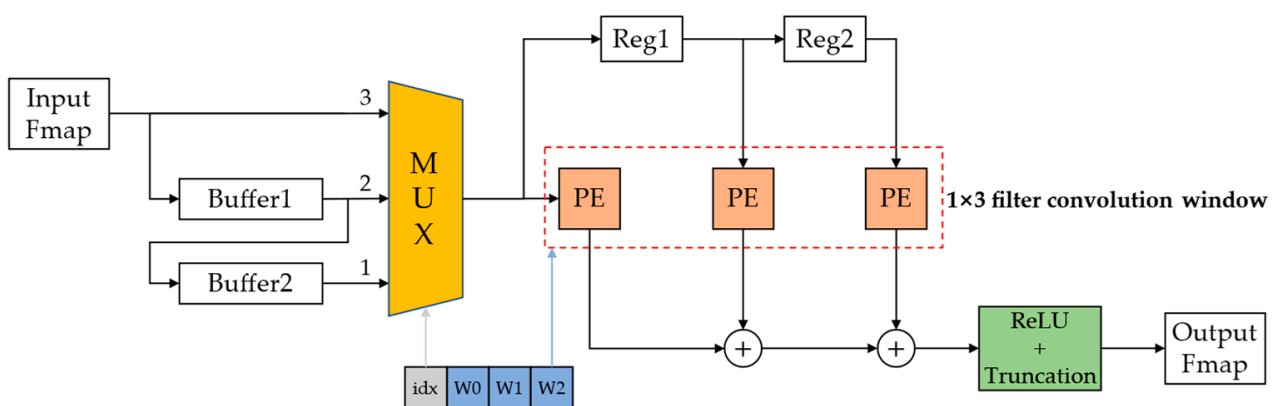 Reg1
Reg2
Input
Fmap
3
M
U
X
Buffer1
2
PE
PE
PE
1×3 filter convolution window
Buffer2
1
ReLU
+
Truncation
Output
Fmap
+
+
idx
W0
W1
W2